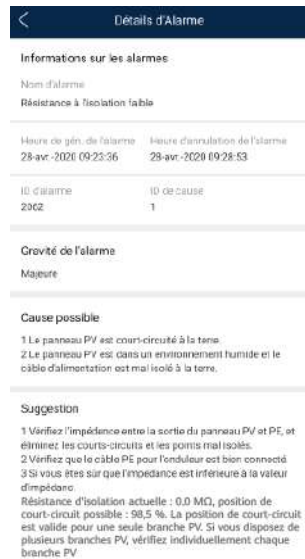 Détails d'Alarme
Informations sur les alarmes
Nom d'alarme
Résistance à l'isolation faible
Heure de gén. de l'alarme Heure d'annulation de l'alarme
28-avr.-2020 09:23:36 28-avr.-2020 09:28:53
ID d'alarme ID de cause
2062 1
Gravité de l'alarme
Majeure
Cause possible
1 Le panneau PV est court-circuité à la terre.
2 Le panneau PV est dans un environnement humide et le
câble d'alimentation est mal isolé à la terre.
Suggestion
1 Vérifiez l'impédance entre la sortie du panneau PV et PE, et
éliminez les courts-circuits et les points mal isolés.
2 Vérifiez que le câble PE pour l'onduleur est bien connecté.
3 Si vous êtes sûr que l'impédance est inférieure à la valeur
d'impédanc
Résistance d'isolation actuelle : 0,0 MΩ, position de
court-circuit possible : 98,5 %. La position de court-circuit
est valide pour une seule branche PV. Si vous disposez de
plusieurs branches PV, vérifiez individuellement chaque
branche PV